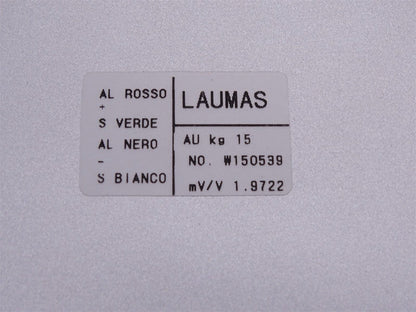 AL ROSSO
+
S VERDE
AL NERO
-
S BIANCO
LAUMAS
AU kg 15
NO. W150539
mV/V 1.9722